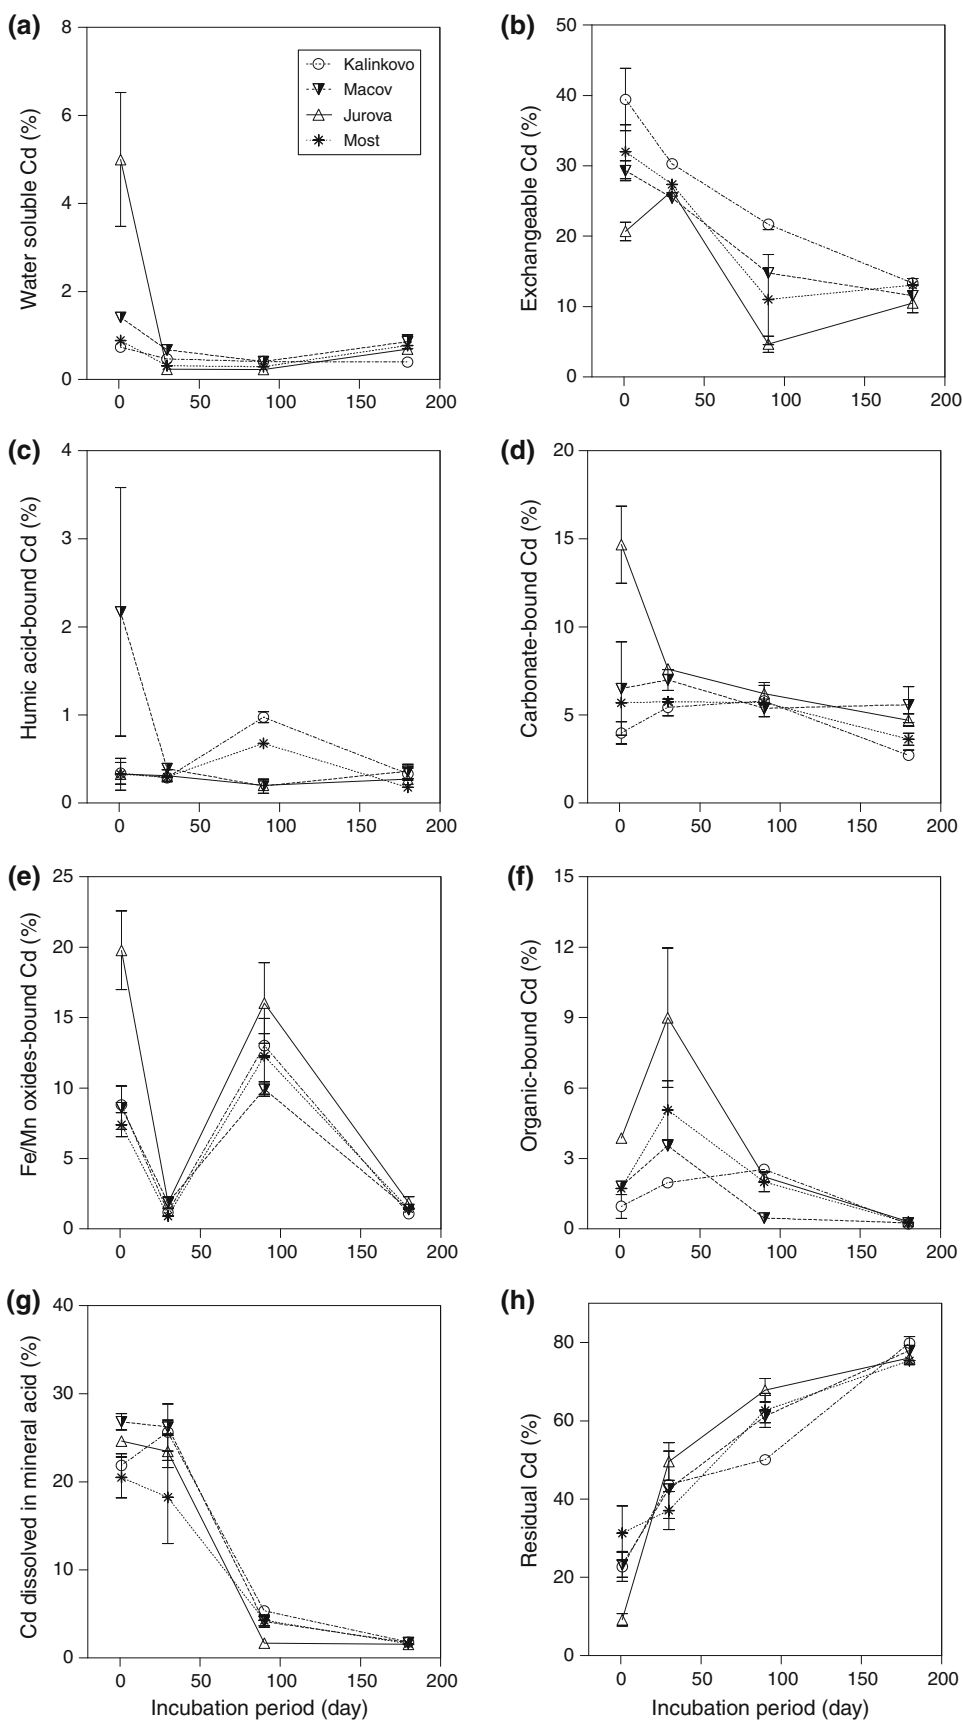 (a)
8
6
4
2
0
Water soluble Cd (%)
Kalinkovo
Macov
Jurova
Most
0 50 100 150 200
(b)
50
40
30
20
10
0
Exchangeable Cd (%)
0 50 100 150 200
(c)
4
3
2
1
0
Humic acid-bound Cd (%)
0 50 100 150 200
(d)
20
15
10
5
0
Carbonate-bound Cd (%)
0 50 100 150 200
(e)
25
20
15
10
5
0
Fe/Mn oxides-bound Cd (%)
0 50 100 150 200
(f)
15
12
9
6
3
0
Organic-bound Cd (%)
0 50 100 150 200
(g)
40
30
20
10
0
Cd dissolved in mineral acid (%)
0 50 100 150 200
Incubation period (day)
(h)
80
60
40
20
0
Residual Cd (%)
0 50 100 150 200
Incubation period (day)